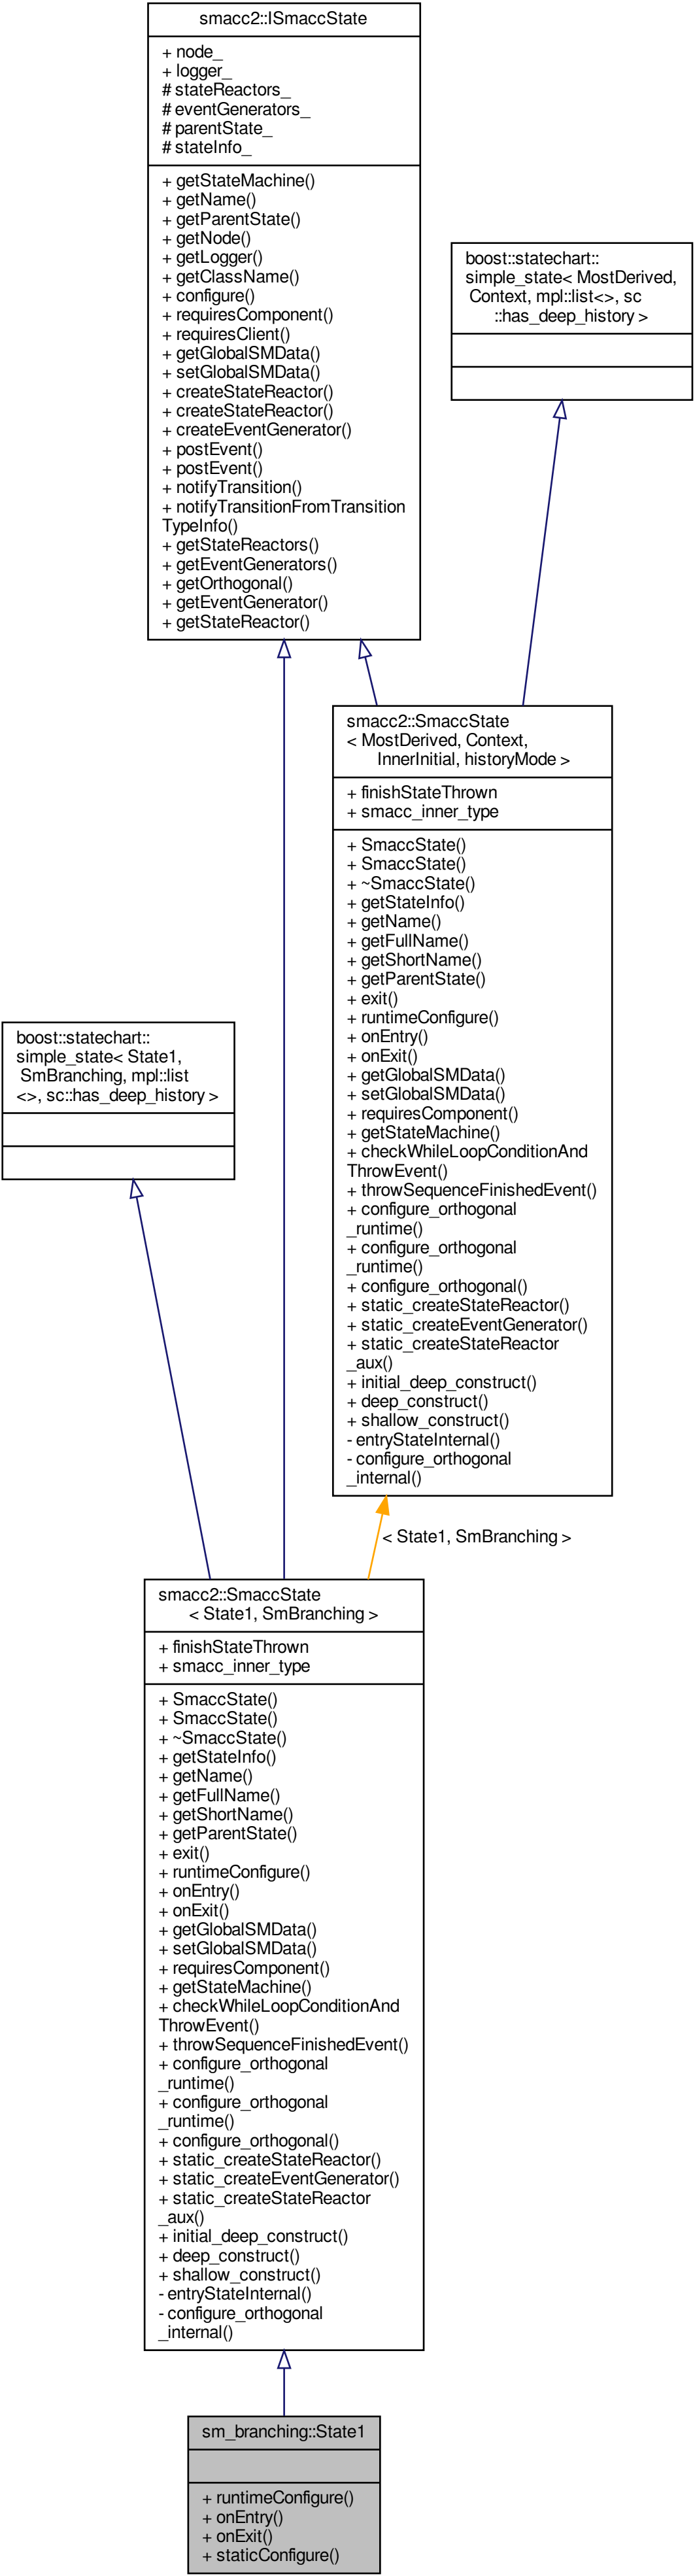 smacc2::ISmaccState
+ node_
+ logger_
# stateReactors_
# eventGenerators_
# parentState_
# stateInfo_
+ getStateMachine()
+ getName()
+ getParentState()
+ getNode()
+ getLogger()
+ getClassName()
+ configure()
+ requiresComponent()
+ requiresClient()
+ getGlobalSMData()
+ setGlobalSMData()
+ createStateReactor()
+ createStateReactor()
+ createEventGenerator()
+ postEvent()
+ postEvent()
+ notifyTransition()
+ notifyTransitionFromTransition
TypeInfo()
+ getStateReactors()
+ getEventGenerators()
+ getOrthogonal()
+ getEventGenerator()
+ getStateReactor()
boost::statechart::
simple_state< MostDerived,
Context, mpl::list<>, sc
::has_deep_history >
smacc2::SmaccState
< MostDerived, Context,
InnerInitial, historyMode >
+ finishStateThrown
+ smacc_inner_type
+ SmaccState()
+ SmaccState()
+ ~SmaccState()
+ getStateInfo()
+ getName()
+ getFullName()
+ getShortName()
+ getParentState()
+ exit()
+ runtimeConfigure()
+ onEntry()
+ onExit()
+ getGlobalSMData()
+ setGlobalSMData()
+ requiresComponent()
+ getStateMachine()
+ checkWhileLoopConditionAnd
ThrowEvent()
+ throwSequenceFinishedEvent()
+ configure_orthogonal
_runtime()
+ configure_orthogonal
_runtime()
+ configure_orthogonal()
+ static_createStateReactor()
+ static_createEventGenerator()
+ static_createStateReactor
_aux()
+ initial_deep_construct()
+ deep_construct()
+ shallow_construct()
- entryStateInternal()
- configure_orthogonal
_internal()
boost::statechart::
simple_state< State1,
SmBranching, mpl::list
<>, sc::has_deep_history >
< State1, SmBranching >
smacc2::SmaccState
< State1, SmBranching >
+ finishStateThrown
+ smacc_inner_type
+ SmaccState()
+ SmaccState()
+ ~SmaccState()
+ getStateInfo()
+ getName()
+ getFullName()
+ getShortName()
+ getParentState()
+ exit()
+ runtimeConfigure()
+ onEntry()
+ onExit()
+ getGlobalSMData()
+ setGlobalSMData()
+ requiresComponent()
+ getStateMachine()
+ checkWhileLoopConditionAnd
ThrowEvent()
+ throwSequenceFinishedEvent()
+ configure_orthogonal
_runtime()
+ configure_orthogonal
_runtime()
+ configure_orthogonal()
+ static_createStateReactor()
+ static_createEventGenerator()
+ static_createStateReactor
_aux()
+ initial_deep_construct()
+ deep_construct()
+ shallow_construct()
- entryStateInternal()
- configure_orthogonal
_internal()
sm_branching::State1
+ runtimeConfigure()
+ onEntry()
+ onExit()
+ staticConfigure()